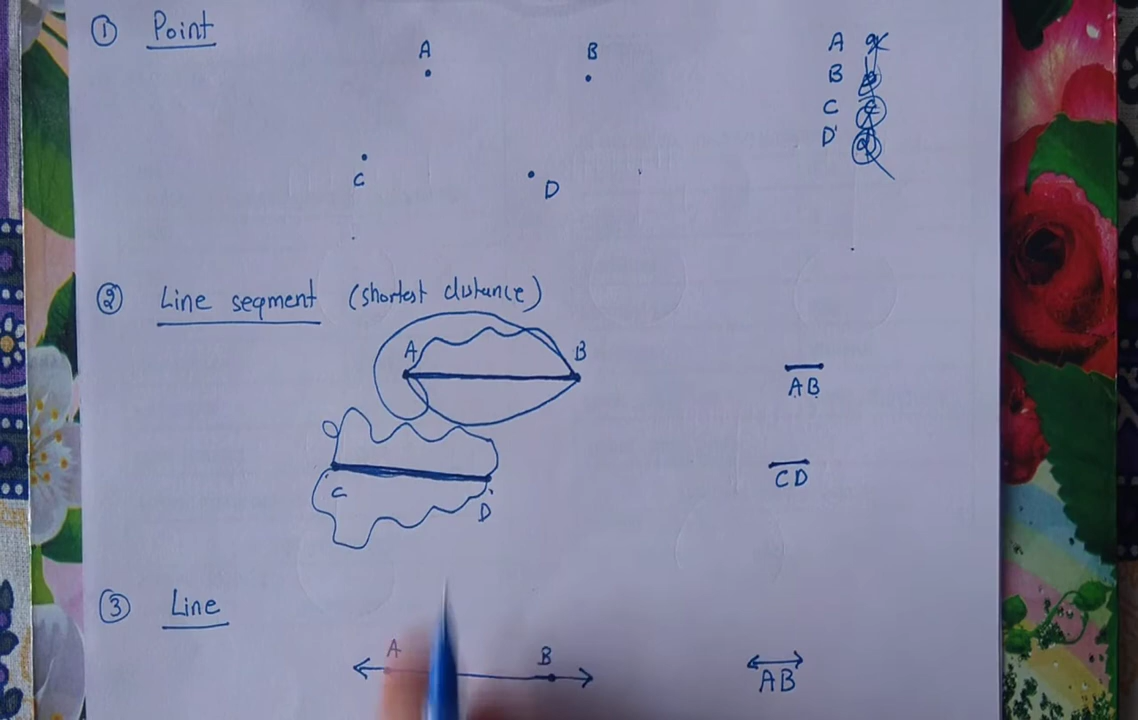 ① Point
A B
A
B
C
D
C D
② Line segment (shortest distance)
A B
AB
C D
CD
③ Line
A B
AB